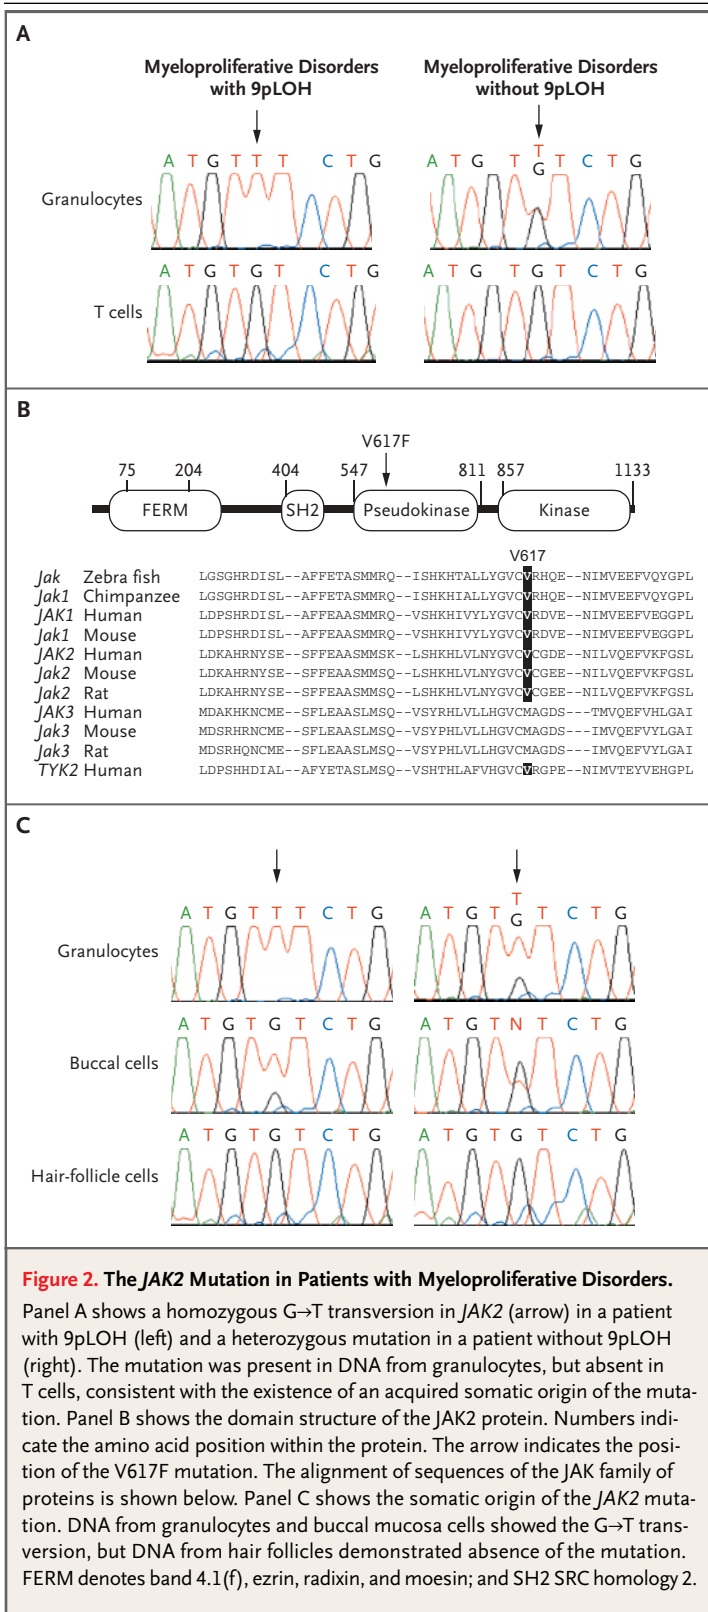 A
Myeloproliferative Disorders with 9pLOH
Myeloproliferative Disorders without 9pLOH
Granulocytes
A T G T T T C T G
A T G T T G T C T G
T cells
A T G T G T C T G
A T G T G T C T G
B
V617F
75 204 404 547 811 857 1133
FERM SH2 Pseudokinase Kinase
V617
Jak Zebra fish LGSGHRDISL--AFFETASMMRQ--ISHKHTALLYGVCVRHQE--NIMVEEFVQYGPL
Jak1 Chimpanzee LGSGHRDISL--AFFETASMMRQ--ISHKHIALLYGVCVRHQE--NIMVEEFVQYGPL
JAK1 Human LDPSHRDISL--AFFEAASMMRQ--VSHKHIVYLYGVCVRDVE--NIMVEEFVEGGPL
Jak1 Mouse LDPSHRDISL--AFFEAASMMRQ--VSHKHIVYLYGVCVRDVE--NIMVEEFVEGGPL
JAK2 Human LDKAHRNYSE--SFFEAASMMSK--LSHKHLVLNYGVCVCGDE--NILVQEFVKFGSL
Jak2 Mouse LDKAHRNYSE--SFFEAASMMSQ--LSHKHLVLNYGVCVCGEE--NILVQEFVKFGSL
Jak2 Rat LDKAHRNYSE--SFFEAASMMSQ--LSHKHLVLNYGVCVCGEE--NILVQEFVKFGSL
JAK3 Human MDAKHKNCME--SFLEAASLMSQ--VSYRHLVLLHGVCMAGDS---TMVQEFVHLGAI
Jak3 Mouse MDSRHRNCME--SFLEAASLMSQ--VSYPHLVLLHGVCMAGDS---IMVQEFVYLGAI
Jak3 Rat MDSRHQNCME--SFLEAASLMSQ--VSYPHLVLLHGVCMAGDS---IMVQEFVYLGAI
TYK2 Human LDPSHHDIAL--AFYETASLMSQ--VSHTHLAFVHGVCVRGPE--NIMVTEYVEHGPL
C
Granulocytes
A T G T T T C T G
A T G T T G T C T G
Buccal cells
A T G T G T C T G
A T G T N T C T G
Hair-follicle cells
A T G T G T C T G
A T G T G T C T G
Figure 2. The JAK2 Mutation in Patients with Myeloproliferative Disorders.
Panel A shows a homozygous G→T transversion in JAK2 (arrow) in a patient
with 9pLOH (left) and a heterozygous mutation in a patient without 9pLOH
(right). The mutation was present in DNA from granulocytes, but absent in
T cells, consistent with the existence of an acquired somatic origin of the muta-
tion. Panel B shows the domain structure of the JAK2 protein. Numbers indi-
cate the amino acid position within the protein. The arrow indicates the posi-
tion of the V617F mutation. The alignment of sequences of the JAK family of
proteins is shown below. Panel C shows the somatic origin of the JAK2 muta-
tion. DNA from granulocytes and buccal mucosa cells showed the G→T trans-
version, but DNA from hair follicles demonstrated absence of the mutation.
FERM denotes band 4.1(f), ezrin, radixin, and moesin; and SH2 SRC homology 2.